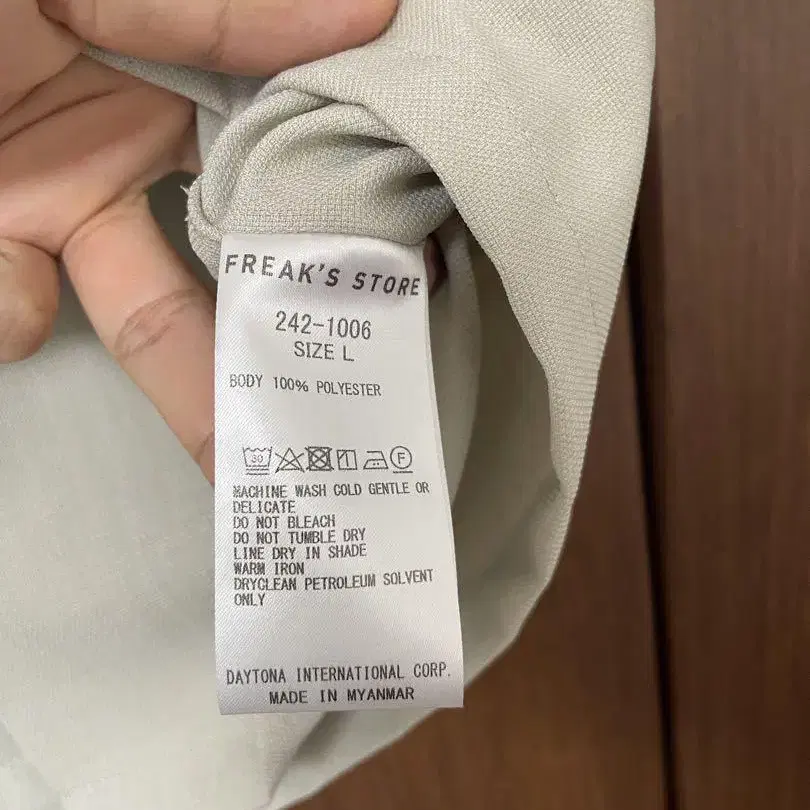 FREAK'S STORE
242-1006
SIZE L
BODY 100% POLYESTER
30
F
MACHINE WASH COLD GENTLE OR
DELICATE
DO NOT BLEACH
DO NOT TUMBLE DRY
LINE DRY IN SHADE
WARM IRON
DRYCLEAN PETROLEUM SOLVENT
ONLY
DAYTONA INTERNATIONAL CORP.
MADE IN MYANMAR